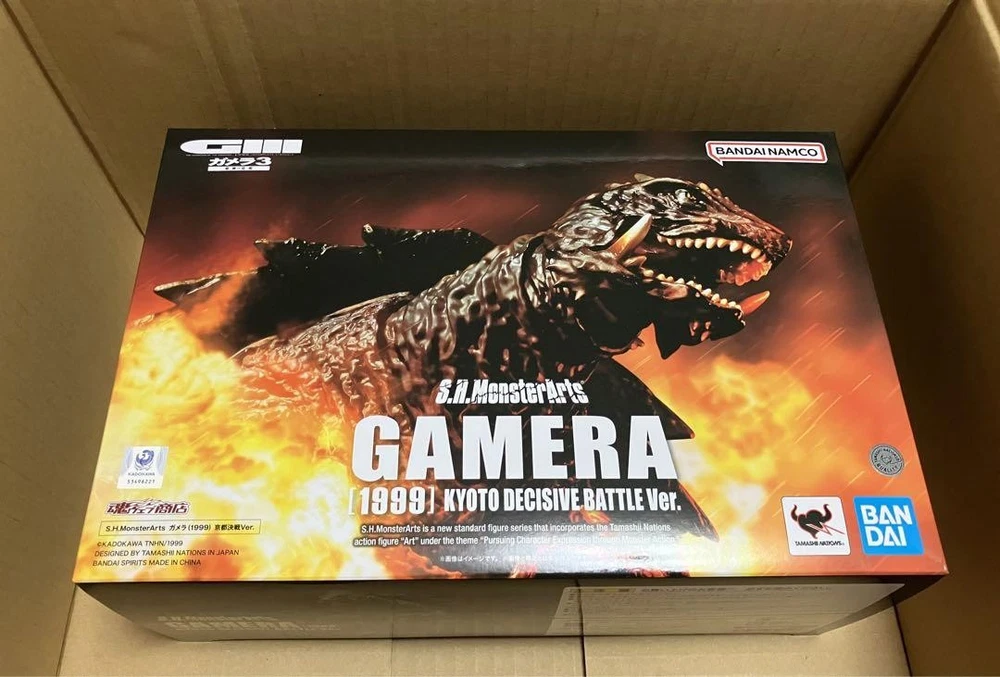 GIII
ガメラ3
BANDAI NAMCO
S.H.MonsterArts
GAMERA
[1999] KYOTO DECISIVE BATTLE Ver.
S.H.MonsterArts is a new standard figure series that incorporates the Tamashii Nations
action figure "Art" under the theme "Pursuing Character Expression through Monster Action."
KADOKAWA
魂ウェブ商店
S.H.MonsterArts ガメラ(1999) 京都決戦Ver.
©KADOKAWA TNHN/1999
DESIGNED BY TAMASHII NATIONS IN JAPAN
BANDAI SPIRITS MADE IN CHINA
TAMASHII NATIONS
BAN
DAI
GAMERA